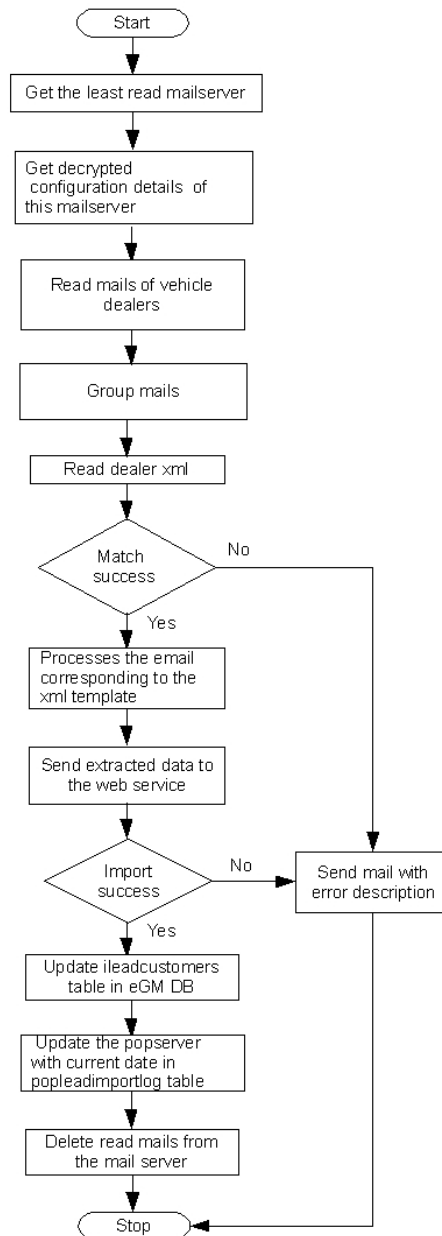 Start
Get the least read mailserver
Get decrypted
configuration details of
this mailserver
Read mails of vehicle
dealers
Group mails
Read dealer xml
Match
success
No
Yes
Processes the email
corresponding to the
xml template
Send extracted data to
the web service
Import
success
No
Send mail with
error description
Yes
Update ileadcustomers
table in eGM DB
Update the popserver
with current date in
popleadimportlog table
Delete read mails from
the mail server
Stop